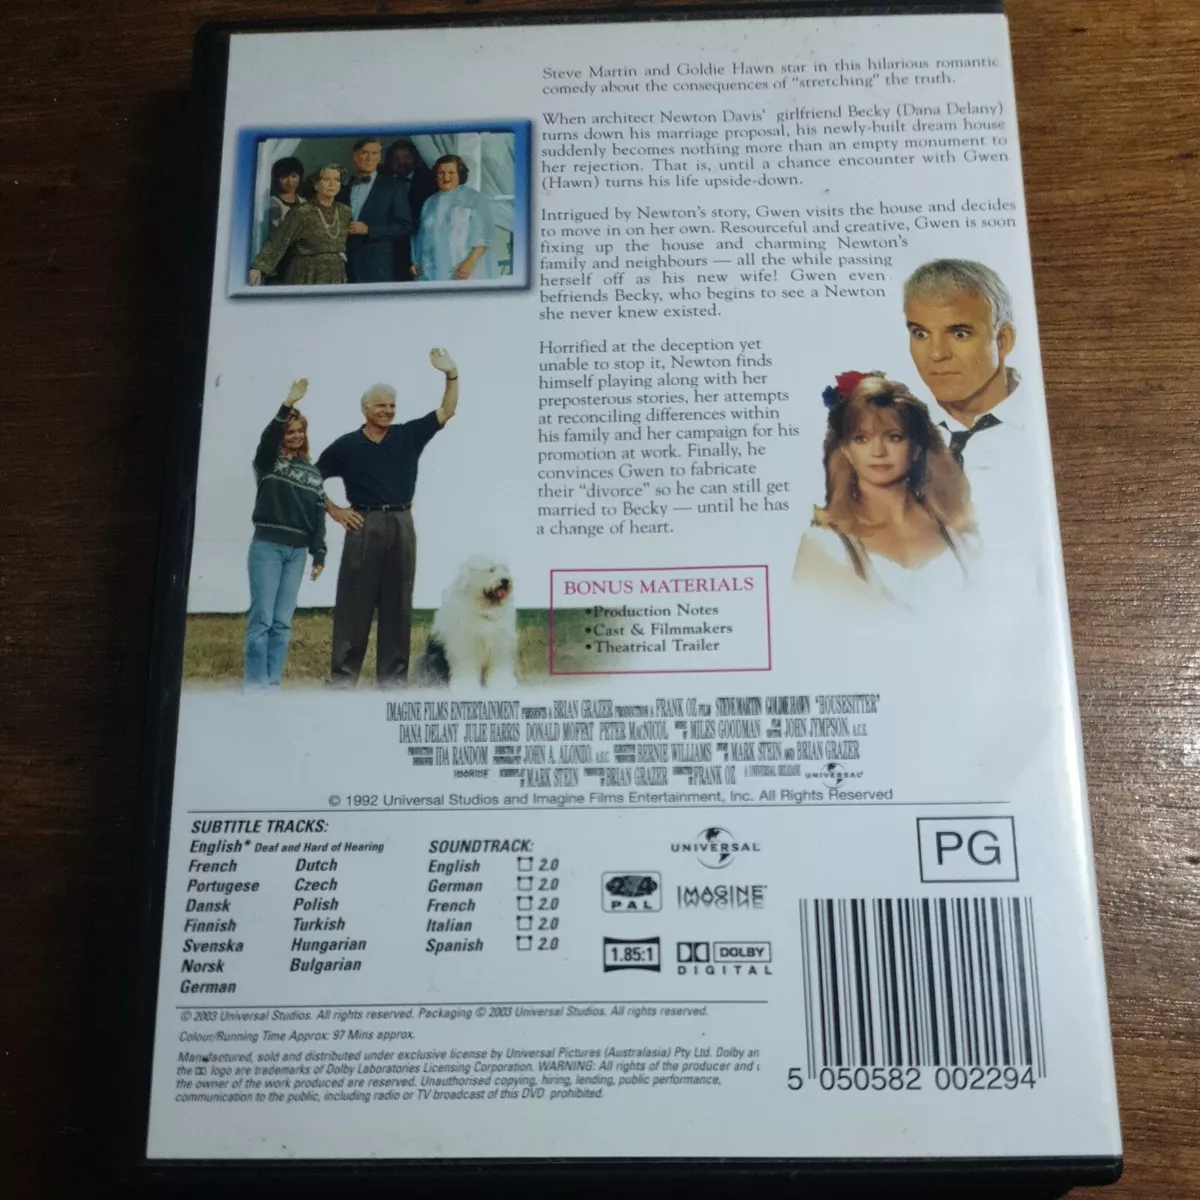 Steve Martin and Goldie Hawn star in this hilarious romantic
comedy about the consequences of "stretching" the truth.
When architect Newton Davis' girlfriend Becky (Dana Delany)
turns down his marriage proposal, his newly-built dream house
suddenly becomes nothing more than an empty monument to
her rejection. That is, until a chance encounter with Gwen
(Hawn) turns his life upside-down.
Intrigued by Newton's story, Gwen visits the house and decides
to move in on her own. Resourceful and creative, Gwen is soon
fixing up the house and charming Newton's
family and neighbours — all the while passing
herself off as his new wife! Gwen even
befriends Becky, who begins to see a Newton
she never knew existed.
Horrified at the deception yet
unable to stop it, Newton finds
himself playing along with her
preposterous stories, her attempts
at reconciling differences within
his family and her campaign for his
promotion at work. Finally, he
convinces Gwen to fabricate
their "divorce" so he can still get
married to Becky — until he has
a change of heart.
BONUS MATERIALS
•Production Notes
•Cast & Filmmakers
•Theatrical Trailer
IMAGINE FILMS ENTERTAINMENT PRESENTS A BRIAN GRAZER PRODUCTION A FRANK OZ FILM STEVE MARTIN GOLDIE HAWN "HOUSESITTER"
DANA DELANY JULIE HARRIS DONALD MOFFAT PETER MACNICOL MILES GOODMAN JOHN JYMPSON, A.C.E.
IDA RANDOM JOHN A. ALONZO, A.S.C. BERNIE WILLIAMS MARK STEIN AND BRIAN GRAZER
IMAGINE MARK STEIN BRIAN GRAZER FRANK OZ A UNIVERSAL RELEASE UNIVERSAL
© 1992 Universal Studios and Imagine Films Entertainment, Inc. All Rights Reserved
SUBTITLE TRACKS:
English* Deaf and Hard of Hearing
French Dutch
Portugese Czech
Dansk Polish
Finnish Turkish
Svenska Hungarian
Norsk Bulgarian
German
SOUNDTRACK:
English 2.0
German 2.0
French 2.0
Italian 2.0
Spanish 2.0
UNIVERSAL
2 4
PAL
IMAGINE
1.85:1
DOLBY
DIGITAL
PG
5 050582 002294
© 2003 Universal Studios. All rights reserved. Packaging © 2003 Universal Studios. All rights reserved.
Colour/Running Time Approx: 97 Mins approx.
Manufactured, sold and distributed under exclusive license by Universal Pictures (Australasia) Pty Ltd. Dolby an
the logo are trademarks of Dolby Laboratories Licensing Corporation. WARNING: All rights of the producer and
the owner of the work produced are reserved. Unauthorised copying, hiring, lending, public performance,
communication to the public, including radio or TV broadcast of this DVD prohibited.